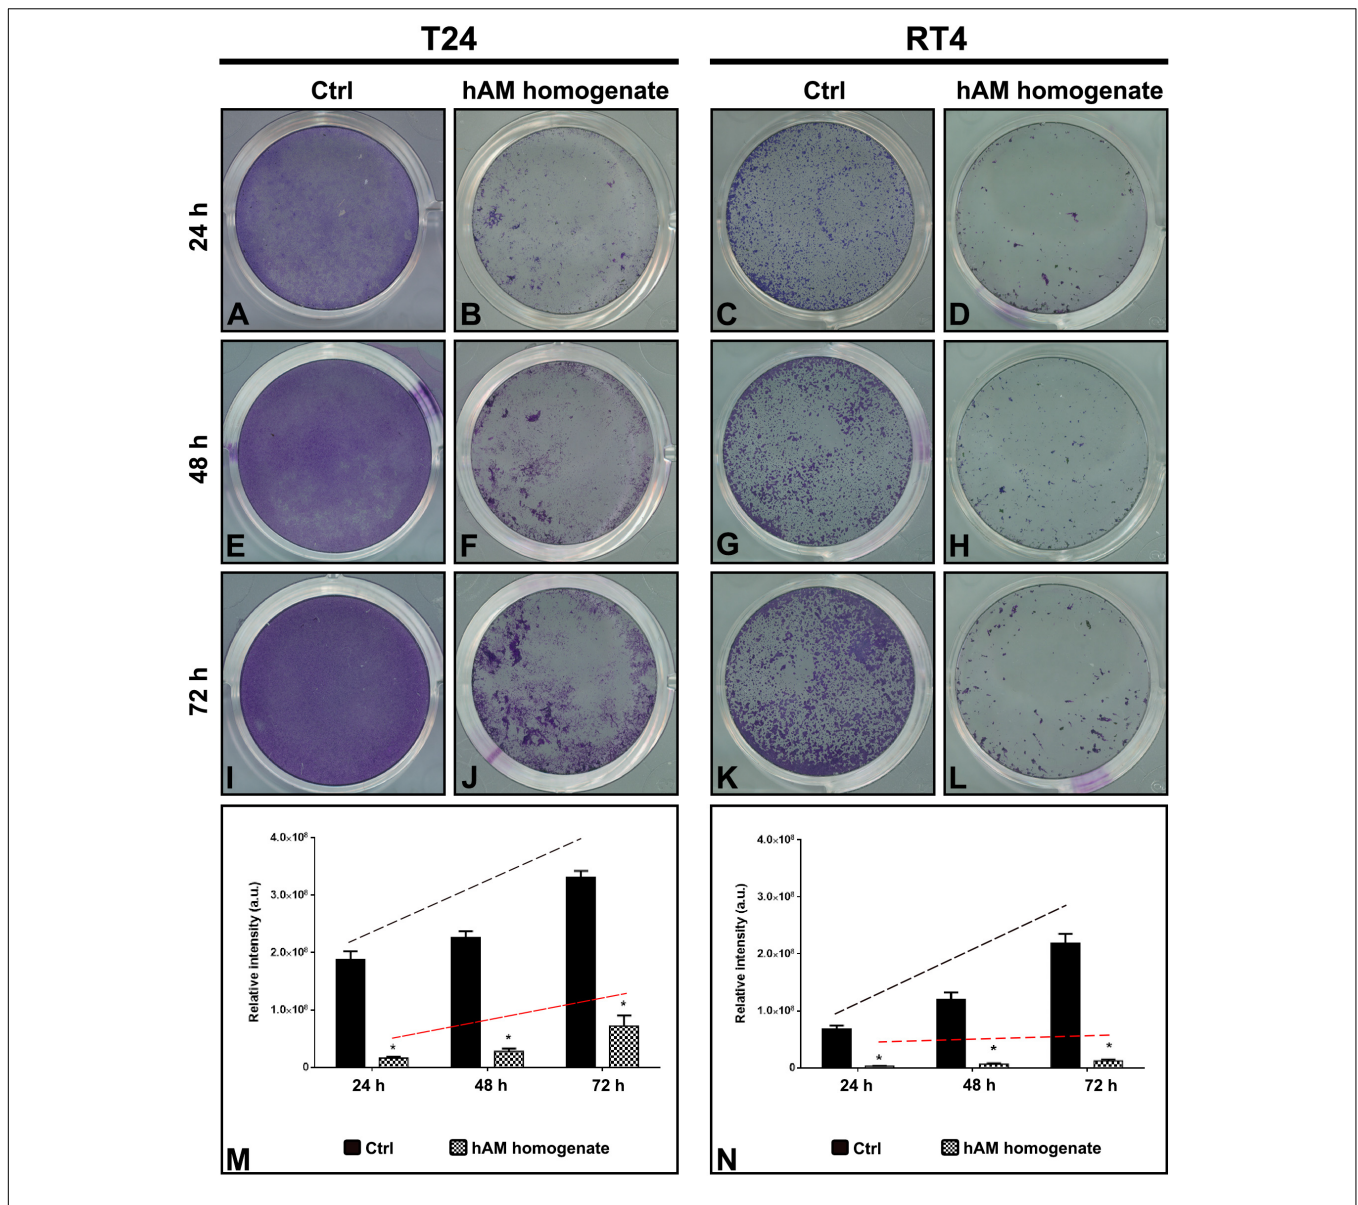 T24 RT4
Ctrl hAM homogenate Ctrl hAM homogenate
24 h
A B C D
48 h
E F G H
72 h
I J K L
Relative intensity (a.u.)
4.0×10⁸
3.0×10⁸
2.0×10⁸
1.0×10⁸
0
* * *
24 h 48 h 72 h
Ctrl hAM homogenate
M
Relative intensity (a.u.)
4.0×10⁸
3.0×10⁸
2.0×10⁸
1.0×10⁸
0
* * *
24 h 48 h 72 h
Ctrl hAM homogenate
N